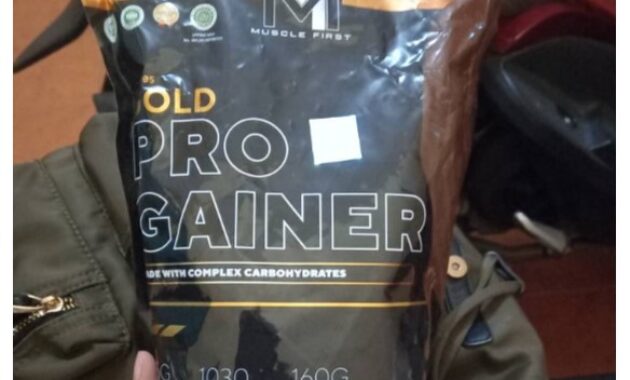 MUSCLE FIRST
OLD
PRO
GAINER
ADE WITH COMPLEX CARBOHYDRATES
G 1030 160G